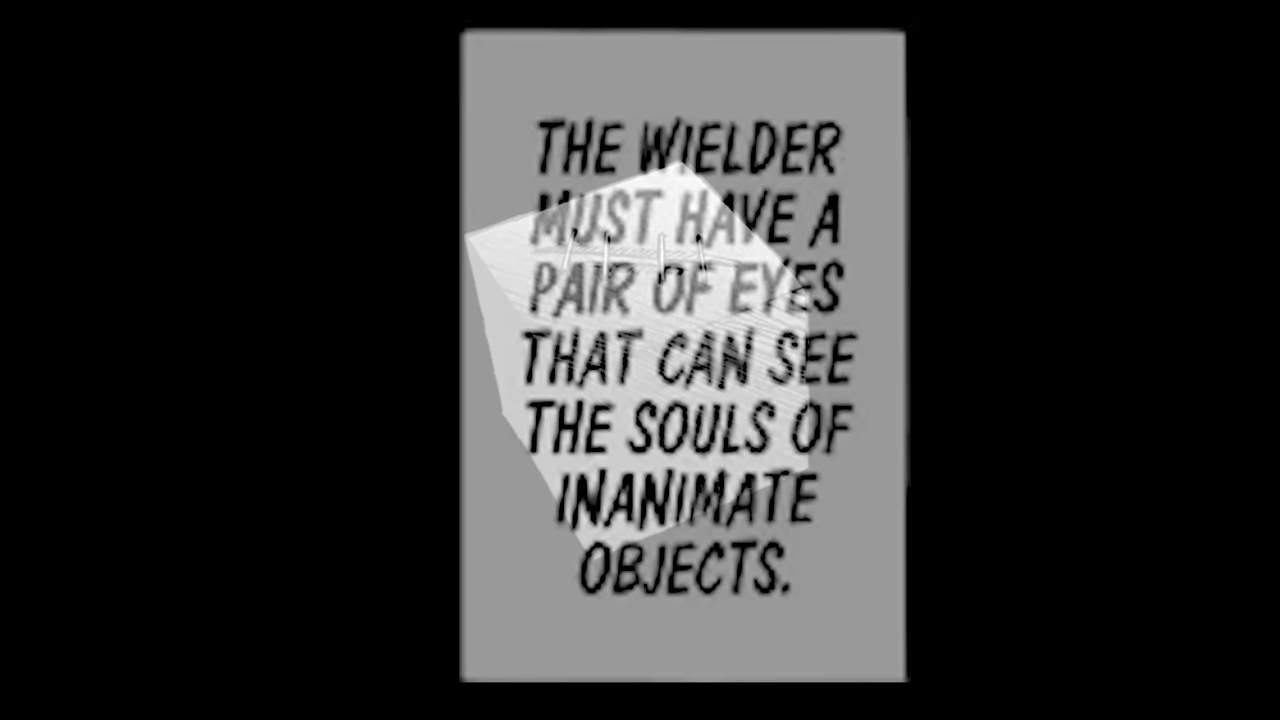 THE WIELDER
MUST HAVE A
PAIR OF EYES
THAT CAN SEE
THE SOULS OF
INANIMATE
OBJECTS.